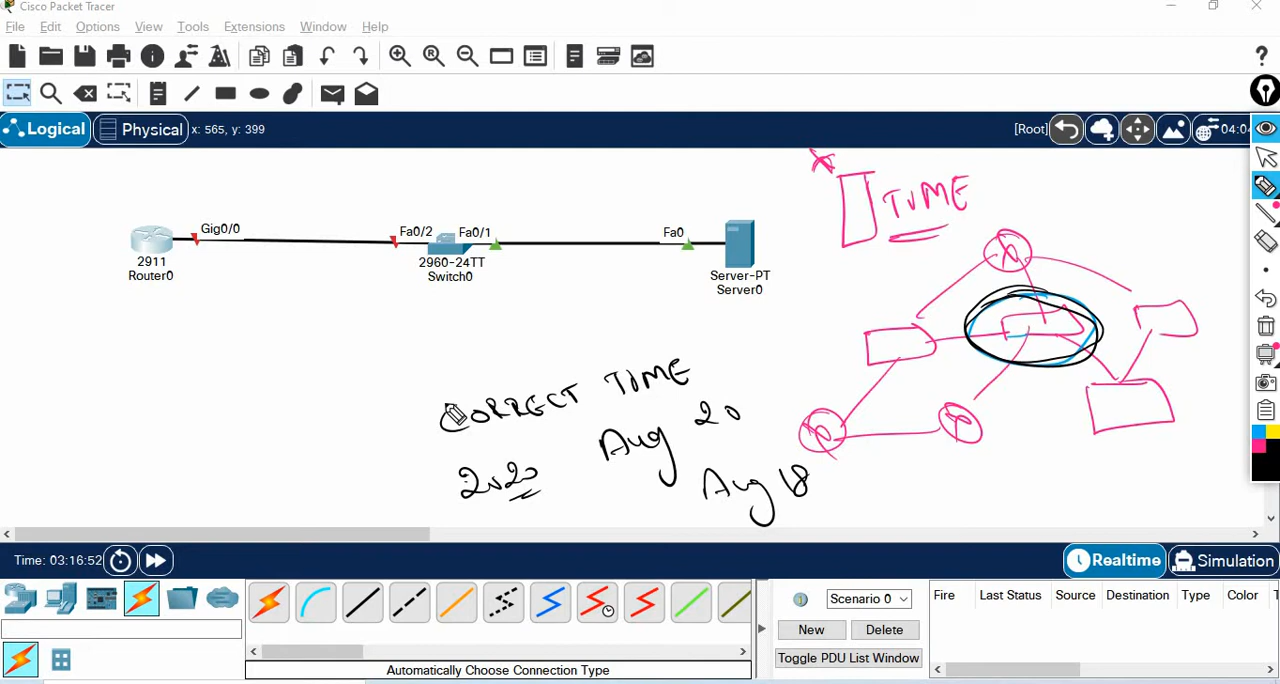 Cisco Packet Tracer
File Edit Options View Tools Extensions Window Help
?
Logical Physical x: 565, y: 399 [Root] 04:04
TIME
Gig0/0 Fa0/2 Fa0/1 Fa0
2911 2960-24TT Server-PT
Router0 Switch0 Server0
CORRECT TIME
Aug 20
2020
Aug 18
Time: 03:16:52 Realtime Simulation
Scenario 0 Fire Last Status Source Destination Type Color
New Delete
Toggle PDU List Window
Automatically Choose Connection Type